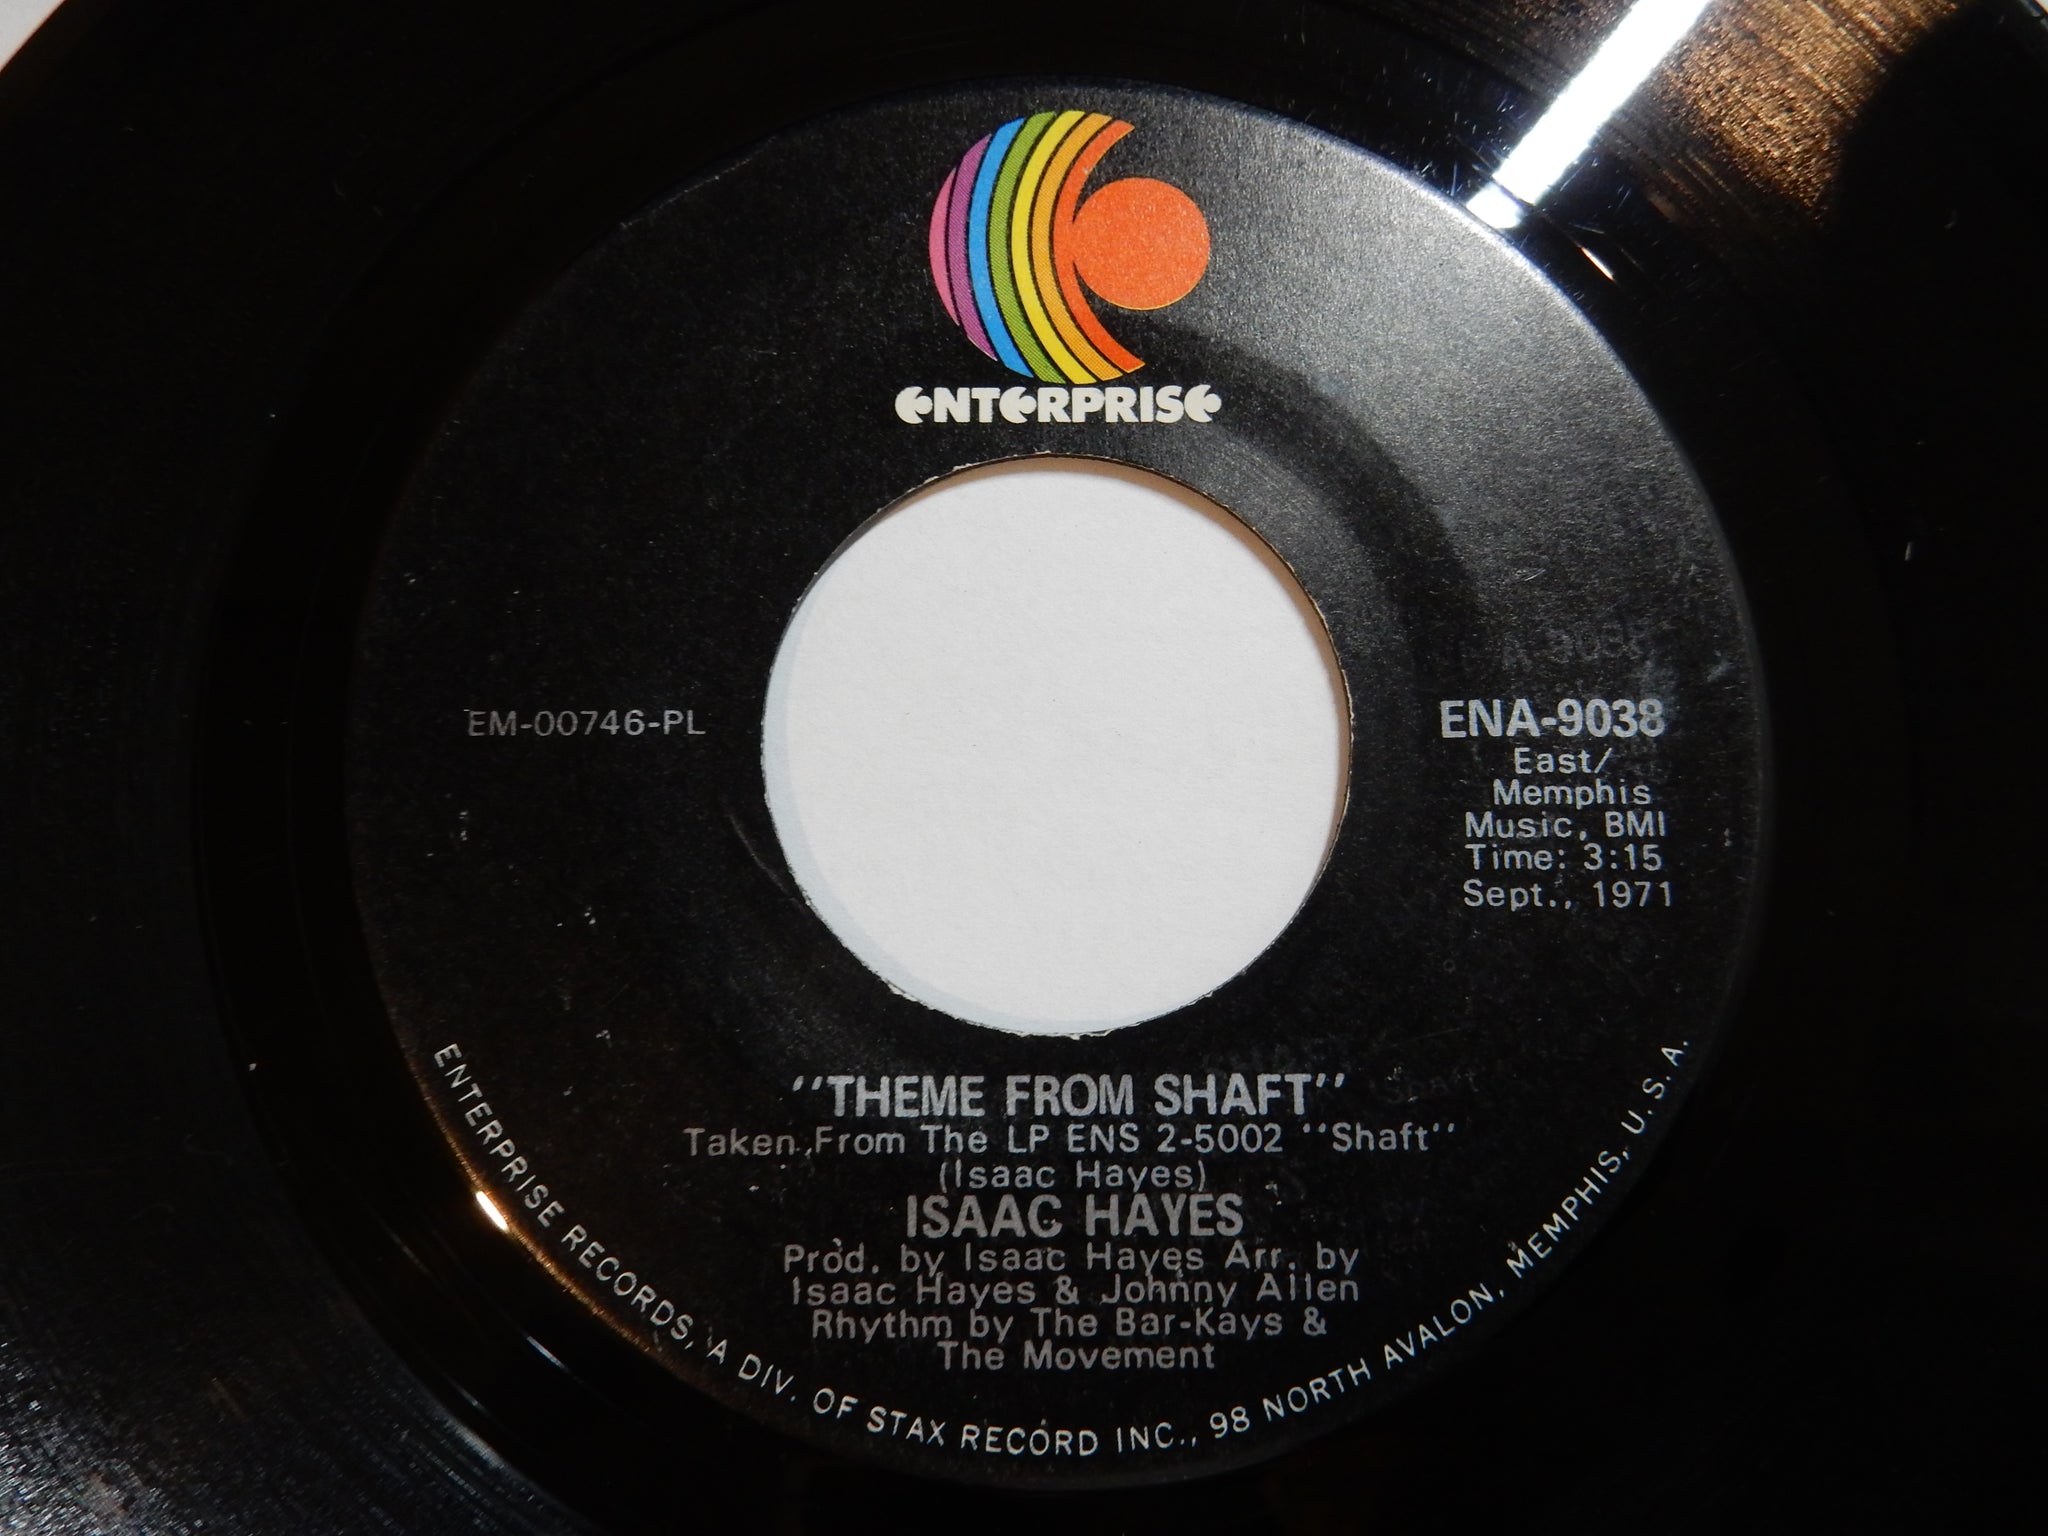 ENTERPRISE
EM-00746-PL
ENA-9038
East/
Memphis
Music, BMI
Time: 3:15
Sept., 1971
"THEME FROM SHAFT"
Taken From The LP ENS 2-5002 "Shaft"
(Isaac Hayes)
ISAAC HAYES
Prod. by Isaac Hayes Arr. by
Isaac Hayes & Johnny Allen
Rhythm by The Bar-Kays &
The Movement
ENTERPRISE RECORDS, A DIV. OF STAX RECORD INC., 98 NORTH AVALON, MEMPHIS, U.S.A.